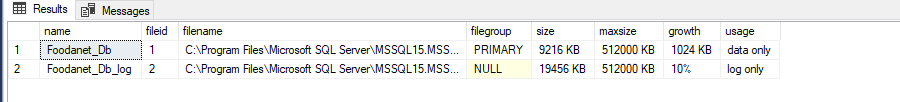 Results Messages
name fileid filename filegroup size maxsize growth usage
1 Foodanet_Db 1 C:\Program Files\Microsoft SQL Server\MSSQL15.MSS... PRIMARY 9216 KB 512000 KB 1024 KB data only
2 Foodanet_Db_log 2 C:\Program Files\Microsoft SQL Server\MSSQL15.MSS... NULL 19456 KB 512000 KB 10% log only